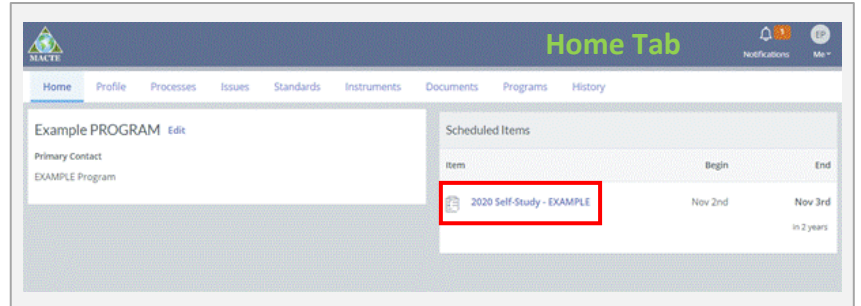 MACTE
Home Tab
Notifications
EP
Me
Home Profile Processes Issues Standards Instruments Documents Programs History
Example PROGRAM Edit
Primary Contact
EXAMPLE Program
Scheduled Items
Item Begin End
2020 Self-Study - EXAMPLE Nov 2nd Nov 3rd
in 2 years